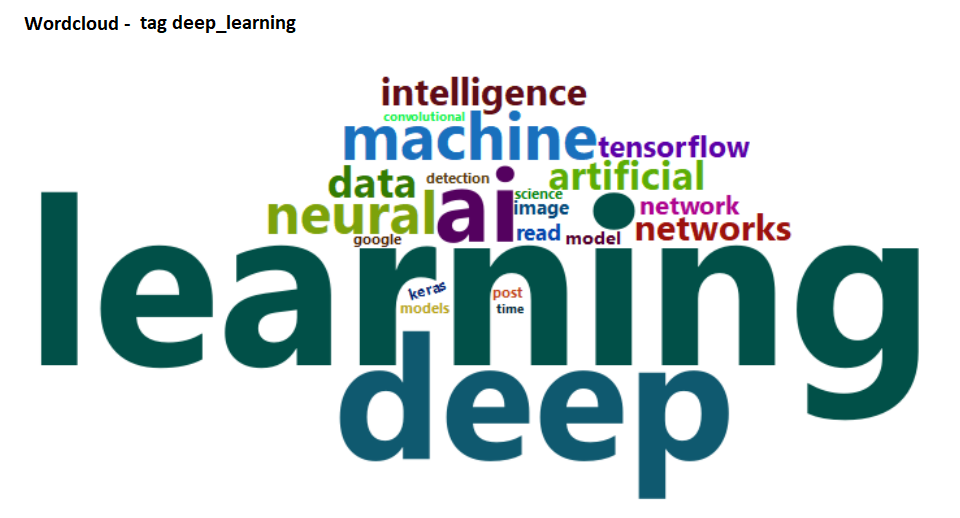 Wordcloud - tag deep_learning
intelligence
convolutional
machine
tensorflow
data
detection
artificial
neural
ai
science
image
network
google
read
model
networks
learning
keras
post
models
time
deep